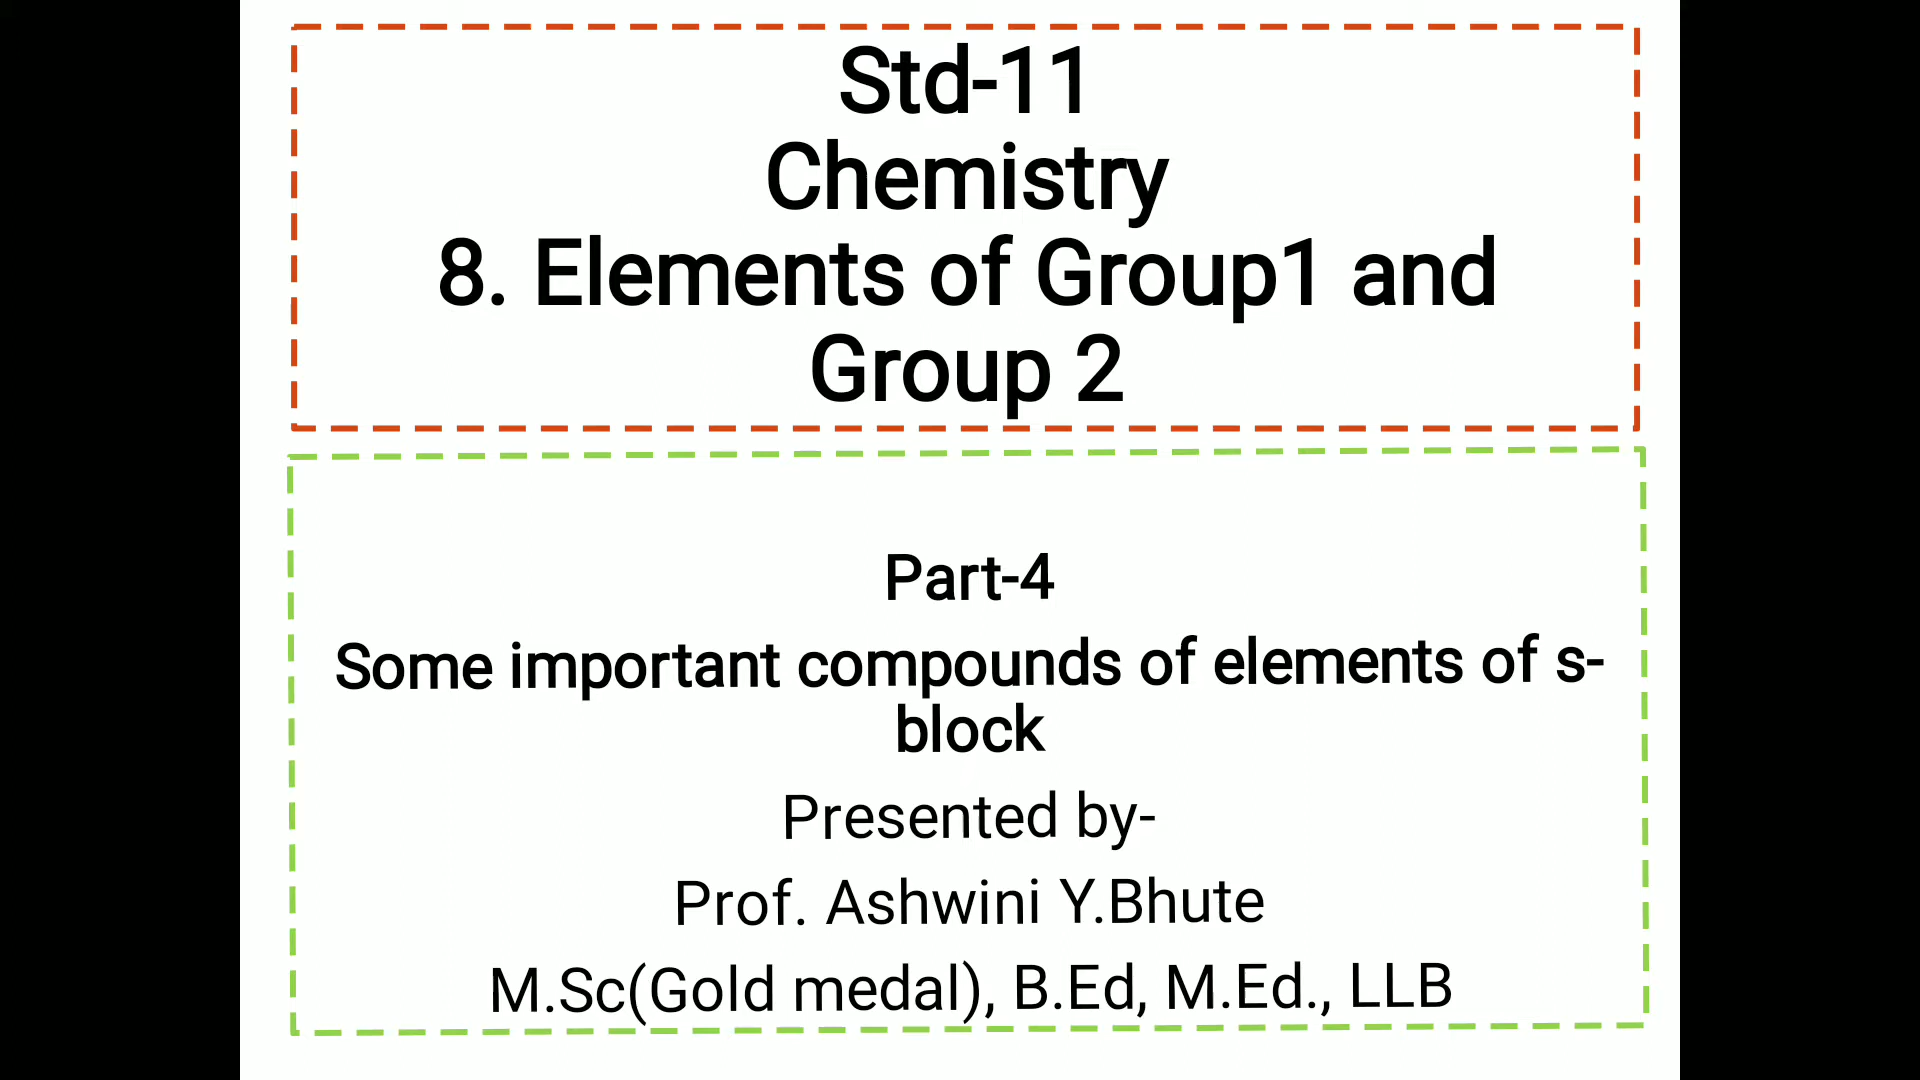 Std-11
Chemistry
8. Elements of Group1 and
Group 2
Part-4
Some important compounds of elements of s-
block
Presented by-
Prof. Ashwini Y.Bhute
M.Sc(Gold medal), B.Ed, M.Ed., LLB